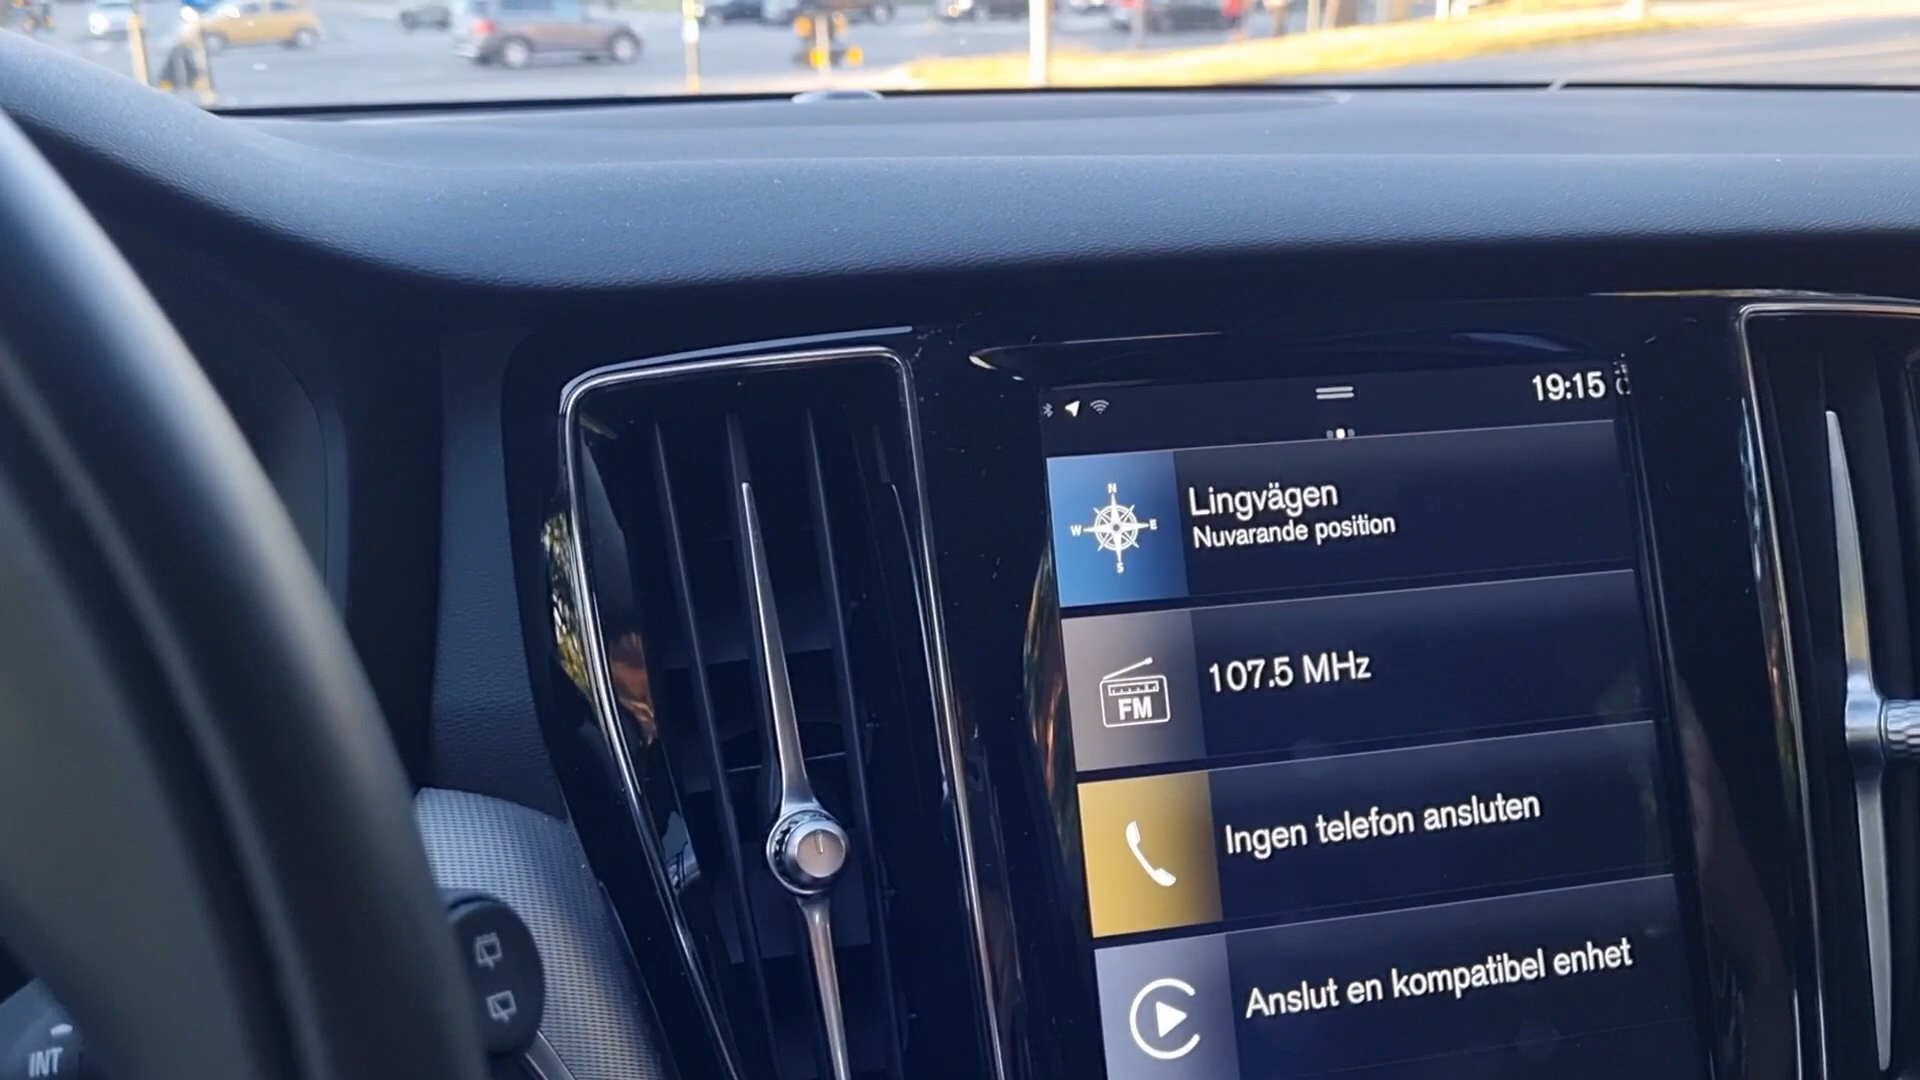 19:15
N
W E
S
Lingvägen
Nuvarande position
FM
107.5 MHz
Ingen telefon ansluten
Anslut en kompatibel enhet
INT